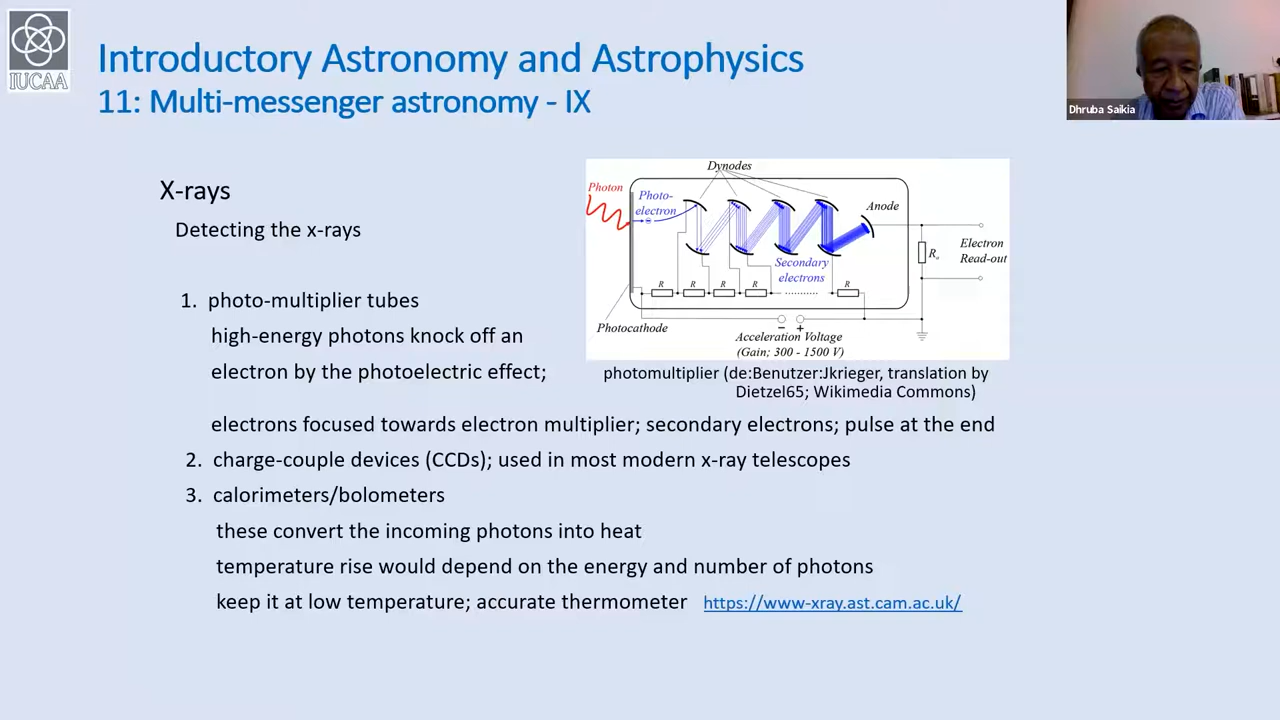 IUCAA
Introductory Astronomy and Astrophysics
11: Multi-messenger astronomy - IX
Dhruba Saikia
X-rays
Detecting the x-rays
1. photo-multiplier tubes
high-energy photons knock off an
electron by the photoelectric effect;
Dynodes
Photon
Photo-
electron
Anode
Electron
Read-out
Ra
Secondary
electrons
R
R
R
R
R
Photocathode
− +
Acceleration Voltage
(Gain; 300 - 1500 V)
photomultiplier (de:Benutzer:Jkrieger, translation by
Dietzel65; Wikimedia Commons)
electrons focused towards electron multiplier; secondary electrons; pulse at the end
2. charge-couple devices (CCDs); used in most modern x-ray telescopes
3. calorimeters/bolometers
these convert the incoming photons into heat
temperature rise would depend on the energy and number of photons
keep it at low temperature; accurate thermometer https://www-xray.ast.cam.ac.uk/